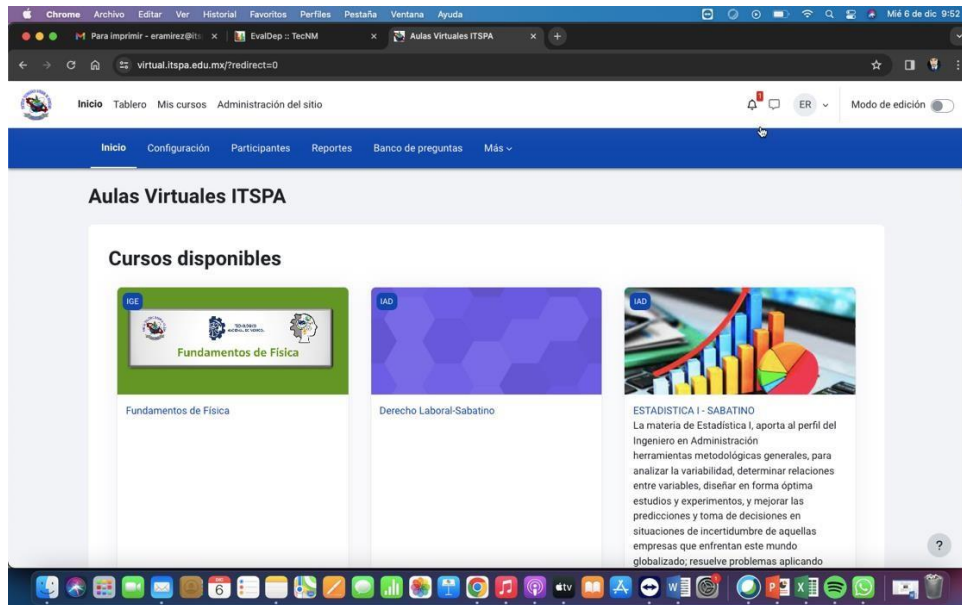 Chrome Archivo Editar Ver Historial Favoritos Perfiles Pestaña Ventana Ayuda
Mié 6 de dic 9:52
Para imprimir - eramirez@its
EvalDep :: TecNM
Aulas Virtuales ITSPA
virtual.itspa.edu.mx/?redirect=0
Inicio Tablero Mis cursos Administración del sitio
1
ER
Modo de edición
Inicio Configuración Participantes Reportes Banco de preguntas Más
Aulas Virtuales ITSPA
Cursos disponibles
IGE
Fundamentos de Física
Fundamentos de Física
IAD
Derecho Laboral-Sabatino
IAD
ESTADISTICA I - SABATINO
La materia de Estadística I, aporta al perfil del
Ingeniero en Administración
herramientas metodológicas generales, para
analizar la variabilidad, determinar relaciones
entre variables, diseñar en forma óptima
estudios y experimentos, y mejorar las
predicciones y toma de decisiones en
situaciones de incertidumbre de aquellas
empresas que enfrentan este mundo
globalizado; resuelve problemas aplicando
?
6
tv